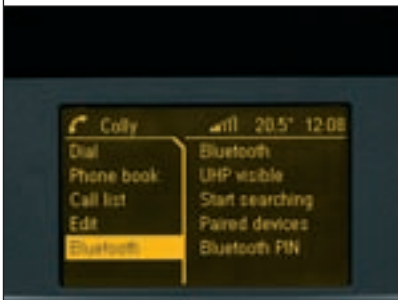 Colly 20.5° 12:08
Dial
Phone book
Call list
Edit
Bluetooth
Bluetooth
UHP visible
Start searching
Paired devices
Bluetooth PIN